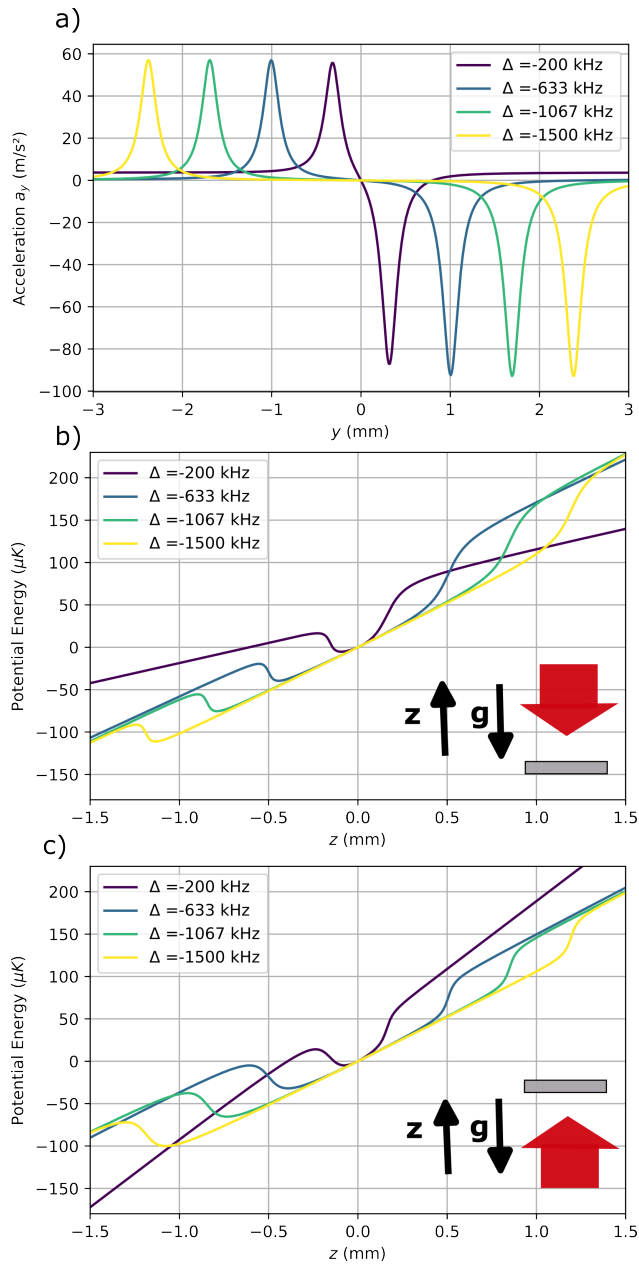 a)
Acceleration a_y (m/s²)
60
40
20
0
−20
−40
−60
−80
−100
Δ =-200 kHz
Δ =-633 kHz
Δ =-1067 kHz
Δ =-1500 kHz
−3 −2 −1 0 1 2 3
y (mm)
b)
Potential Energy (μK)
200
150
100
50
0
−50
−100
−150
Δ =-200 kHz
Δ =-633 kHz
Δ =-1067 kHz
Δ =-1500 kHz
z g
−1.5 −1.0 −0.5 0.0 0.5 1.0 1.5
z (mm)
c)
Potential Energy (μK)
200
150
100
50
0
−50
−100
−150
Δ =-200 kHz
Δ =-633 kHz
Δ =-1067 kHz
Δ =-1500 kHz
z g
−1.5 −1.0 −0.5 0.0 0.5 1.0 1.5
z (mm)